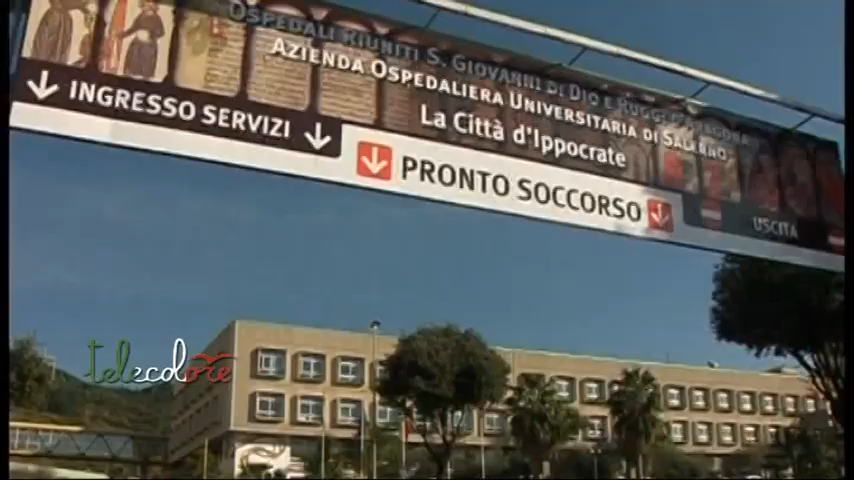 OSPEDALI RIUNITI S. GIOVANNI DI DIO E RUGGI D'ARAGONA
AZIENDA OSPEDALIERA UNIVERSITARIA DI SALERNO
La Città d'Ippocrate
INGRESSO SERVIZI
PRONTO SOCCORSO
USCITA
telecolore